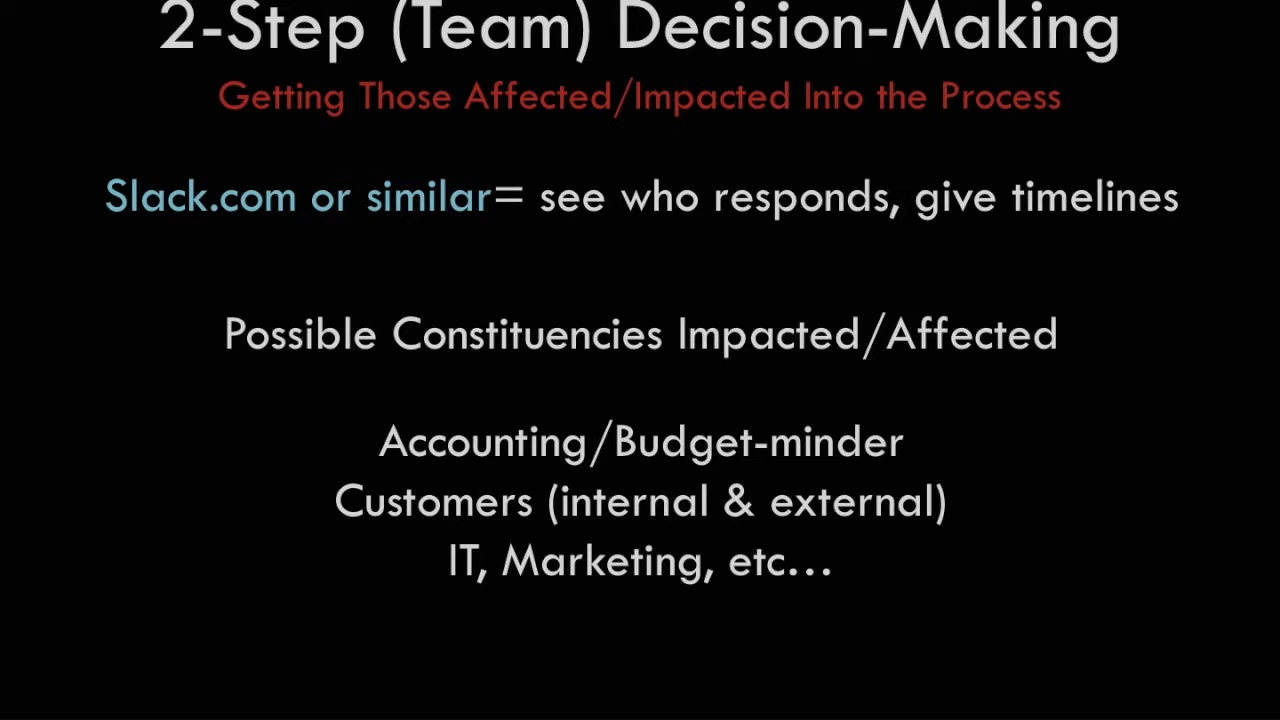 2-Step (Team) Decision-Making
Getting Those Affected/Impacted Into the Process
Slack.com or similar= see who responds, give timelines
Possible Constituencies Impacted/Affected
Accounting/Budget-minder
Customers (internal & external)
IT, Marketing, etc…